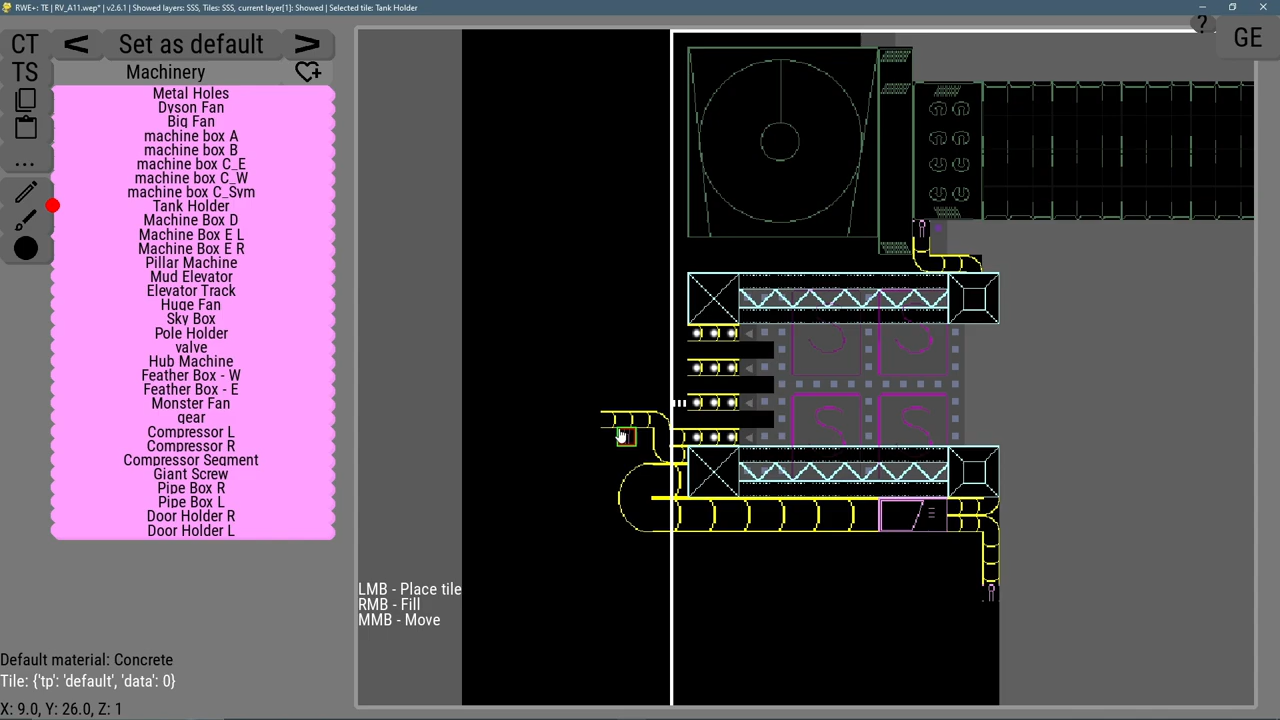 RWE+: TE | RV_A11.wep* | v2.6.1 | Showed layers: SSS, Tiles: SSS, current layer[1]: Showed | Selected tile: Tank Holder
CT
<
Set as default
>
?
GE
TS
Machinery
Metal Holes
Dyson Fan
Big Fan
machine box A
machine box B
machine box C_E
...
machine box C_W
machine box C_Sym
Tank Holder
Machine Box D
Machine Box E L
Machine Box E R
Pillar Machine
Mud Elevator
Elevator Track
Huge Fan
Sky Box
Pole Holder
valve
Hub Machine
Feather Box - W
Feather Box - E
Monster Fan
gear
Compressor L
Compressor R
Compressor Segment
Giant Screw
Pipe Box R
Pipe Box L
Door Holder R
Door Holder L
LMB - Place tile
RMB - Fill
MMB - Move
Default material: Concrete
Tile: {'tp': 'default', 'data': 0}
X: 9.0, Y: 26.0, Z: 1